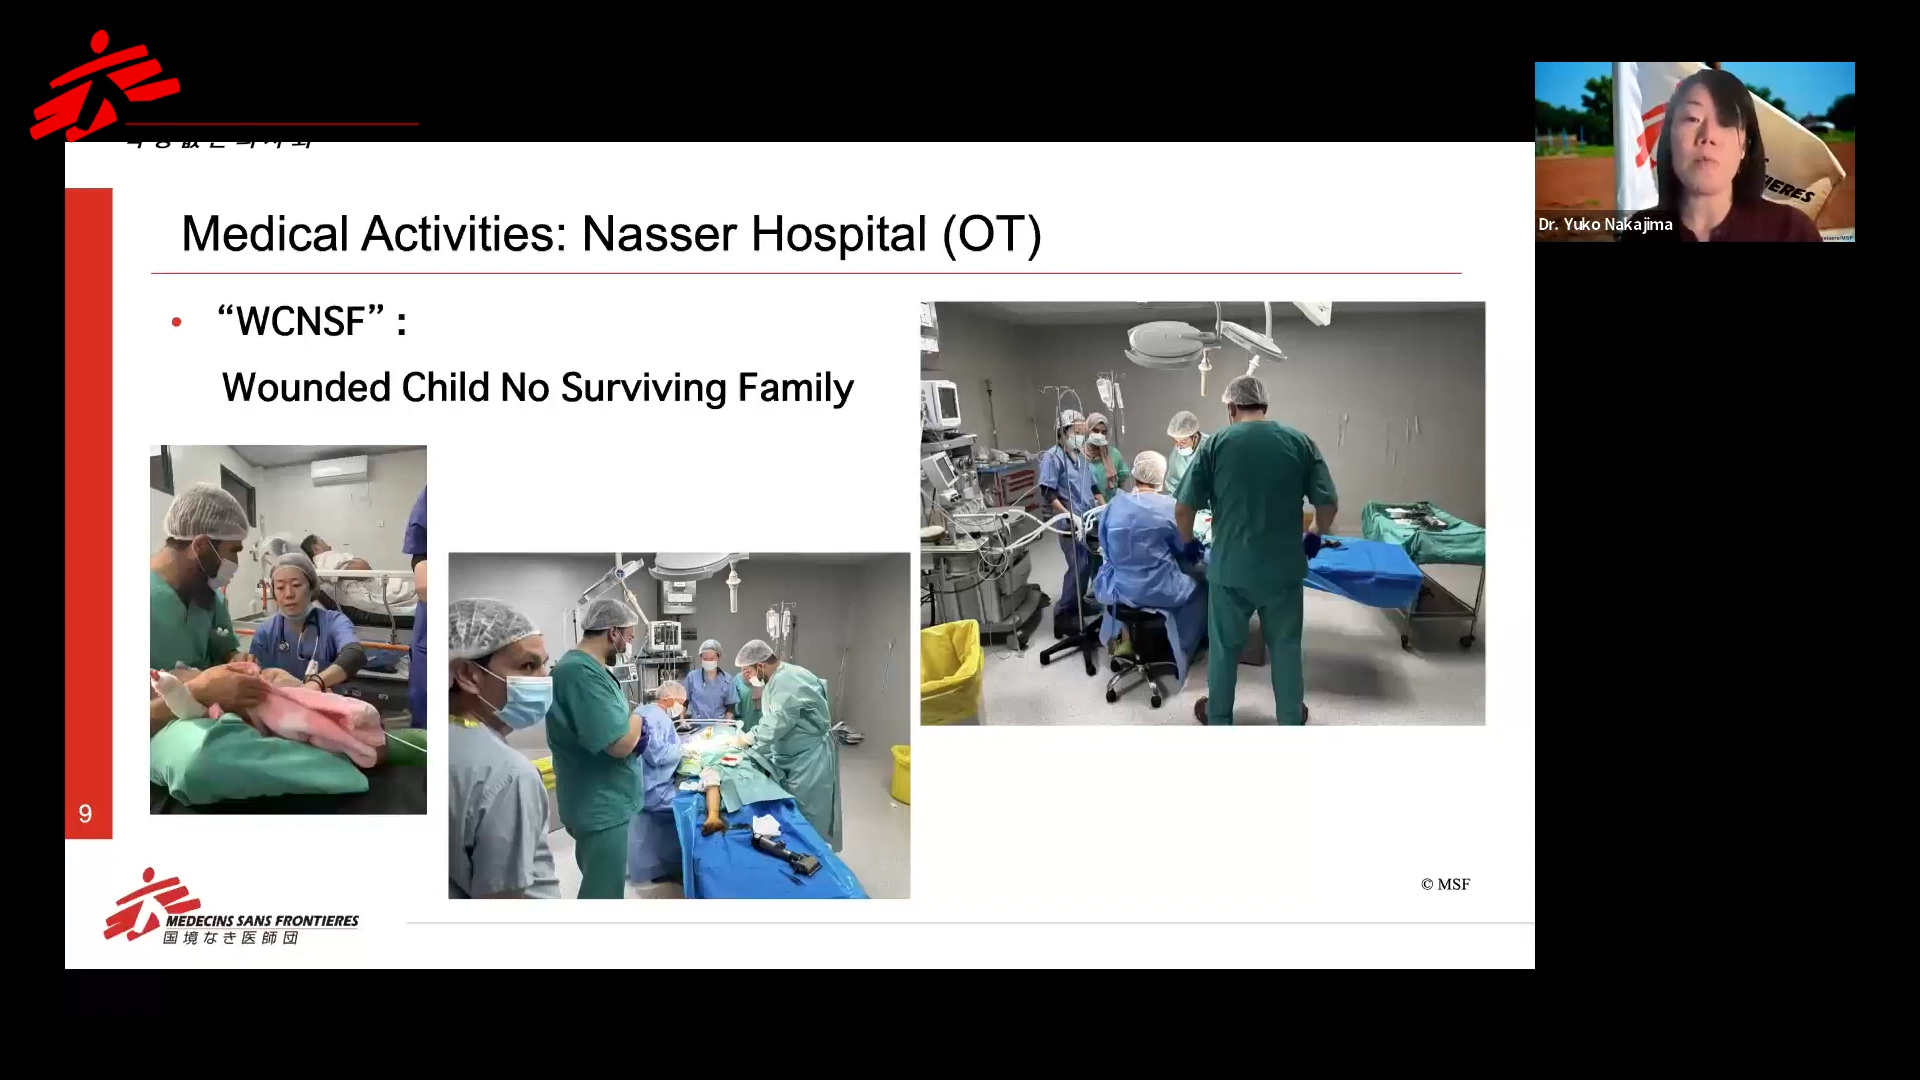 Medical Activities: Nasser Hospital (OT)
• “WCNSF” :
Wounded Child No Surviving Family
9
© MSF
MEDECINS SANS FRONTIERES
国境なき医師団
TIERES
Dr. Yuko Nakajima